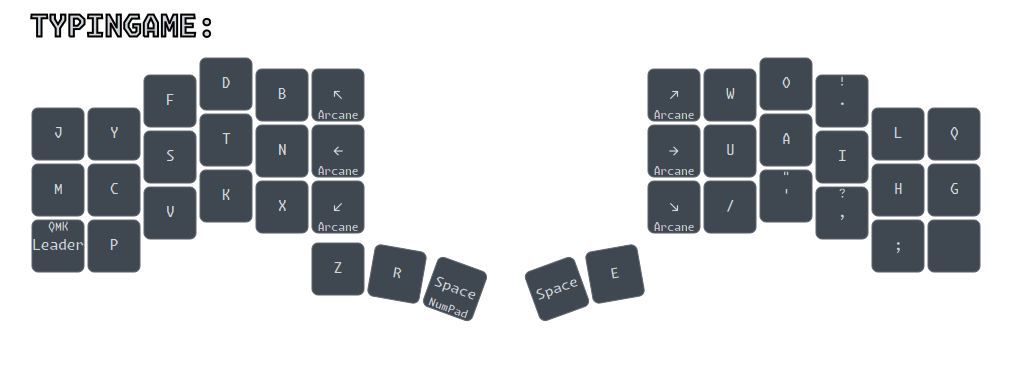 TYPINGAME:
J Y F D B ↖ Arcane ↗ Arcane W O ! . L Q
M C S T N ← Arcane → Arcane U A I H G
QMK Leader P V K X ↙ Arcane ↘ Arcane / " ' ? , ;
Z R Space NumPad Space E